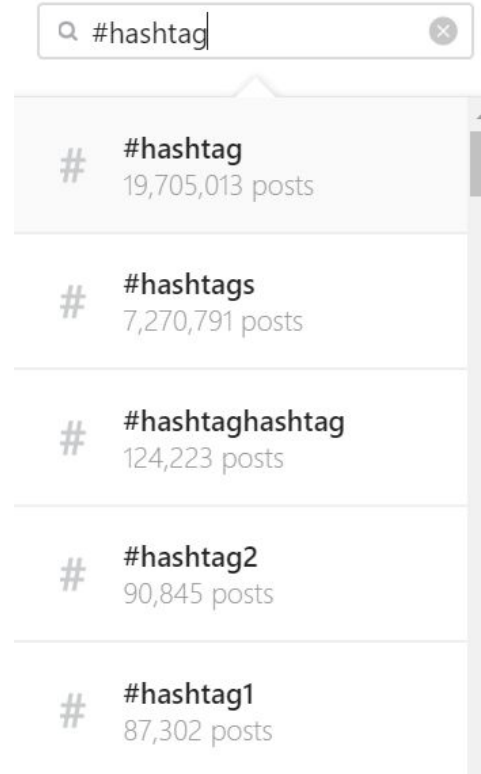 #hashtag
# #hashtag
19,705,013 posts
# #hashtags
7,270,791 posts
# #hashtaghashtag
124,223 posts
# #hashtag2
90,845 posts
# #hashtag1
87,302 posts